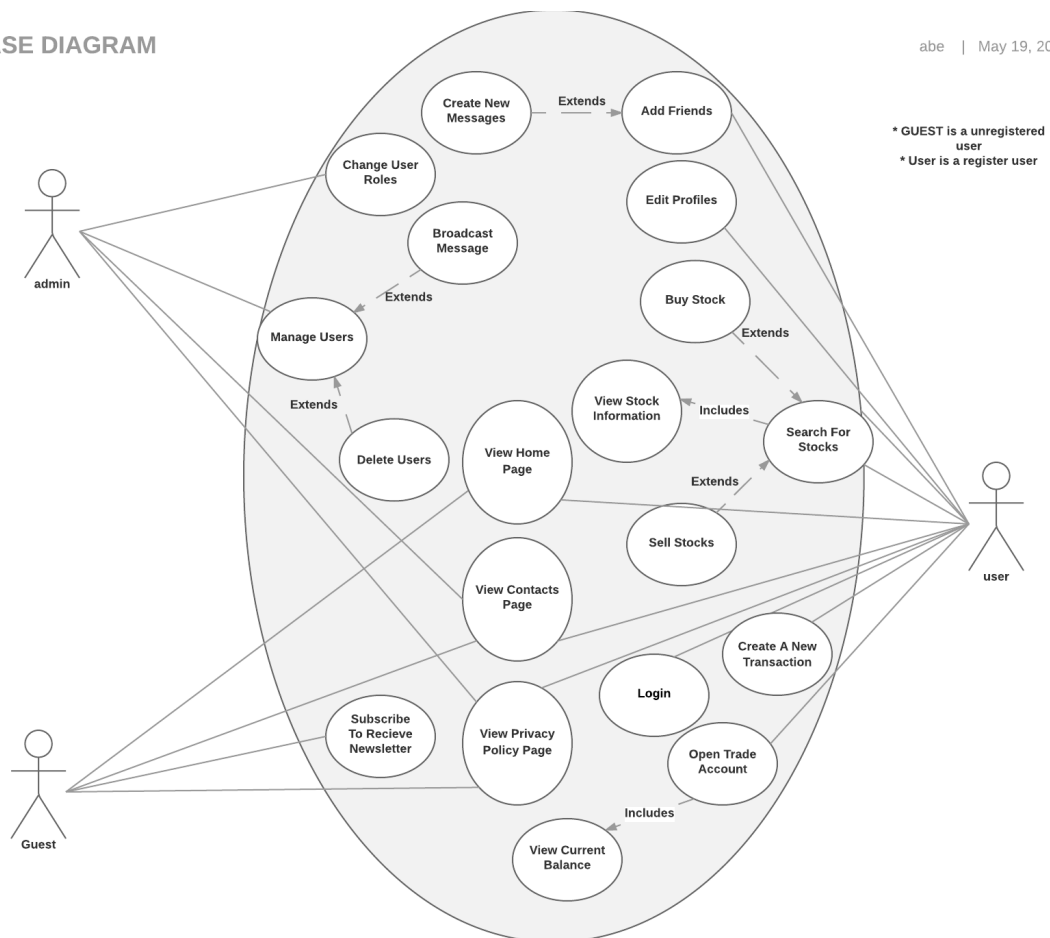 SE DIAGRAM
abe | May 19, 20
* GUEST is a unregistered
user
* User is a register user
Create New
Messages
Extends
Add Friends
Change User
Roles
Edit Profiles
Broadcast
Message
admin
Extends
Buy Stock
Extends
Manage Users
Extends
View Stock
Information
Includes
Search For
Stocks
Delete Users
View Home
Page
Extends
Sell Stocks
user
View Contacts
Page
Create A New
Transaction
Login
Subscribe
To Recieve
Newsletter
View Privacy
Policy Page
Open Trade
Account
Includes
Guest
View Current
Balance